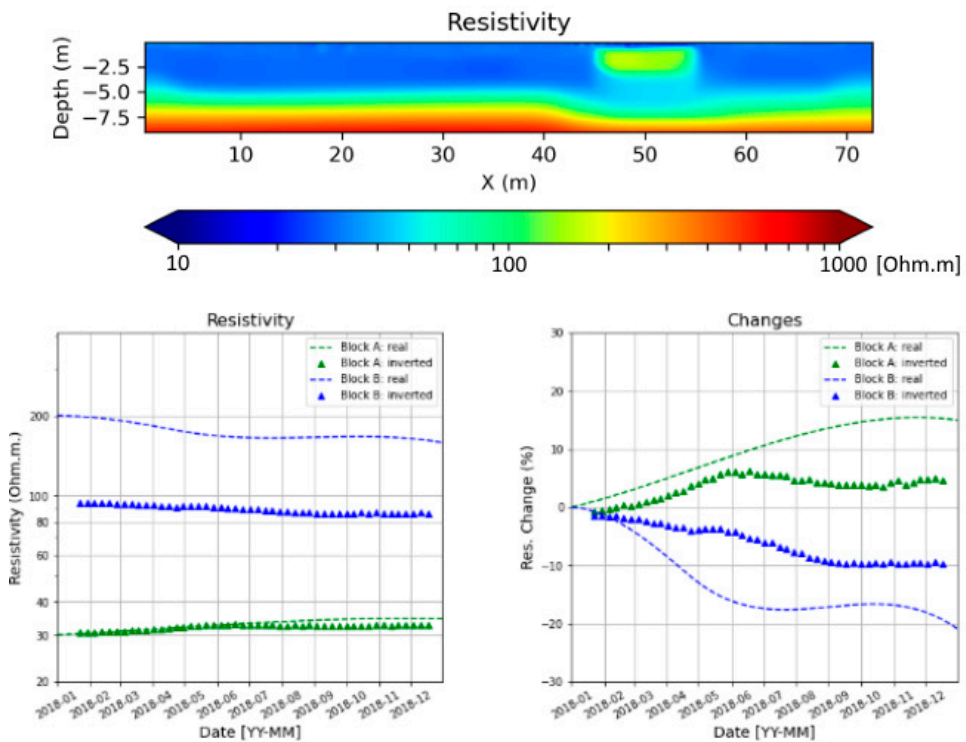 Resistivity
Depth (m)
−2.5
−5.0
−7.5
10 20 30 40 50 60 70
X (m)
10 100 1000 [Ohm.m]
Resistivity
Block A: real
Block A: inverted
Block B: real
Block B: inverted
Resistivity (Ohm.m.)
200
100
80
60
40
30
20
2018-01 2018-02 2018-03 2018-04 2018-05 2018-06 2018-07 2018-08 2018-09 2018-10 2018-11 2018-12
Date [YY-MM]
Changes
Block A: real
Block A: inverted
Block B: real
Block B: inverted
Res. Change (%)
30
20
10
0
−10
−20
−30
2018-01 2018-02 2018-03 2018-04 2018-05 2018-06 2018-07 2018-08 2018-09 2018-10 2018-11 2018-12
Date [YY-MM]